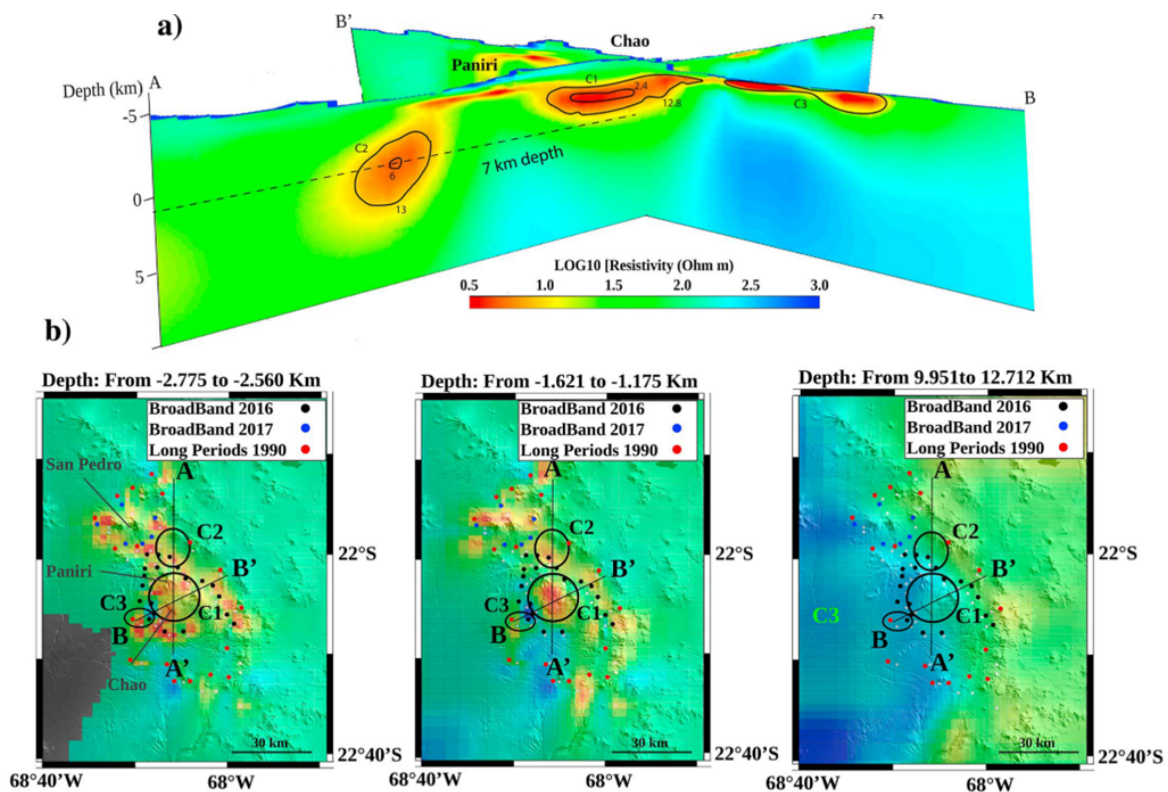 a)
B'
A'
Chao
Paniri
Depth (km) A
C1
2.4
12.8
C3
B
-5
C2
6
7 km depth
0
13
5
LOG10 [Resistivity (Ohm m)
0.5 1.0 1.5 2.0 2.5 3.0
b)
Depth: From -2.775 to -2.560 Km
BroadBand 2016
BroadBand 2017
Long Periods 1990
San Pedro
A
C2
22°S
Paniri
B'
C3
C1
B
A'
Chao
30 km
22°40'S
68°40'W 68°W
Depth: From -1.621 to -1.175 Km
BroadBand 2016
BroadBand 2017
Long Periods 1990
A
C2
22°S
B'
C3
C1
B
A'
30 km
22°40'S
68°40'W 68°W
Depth: From 9.951to 12.712 Km
BroadBand 2016
BroadBand 2017
Long Periods 1990
A
C2
22°S
B'
C3
C1
B
A'
30 km
22°40'S
68°40'W 68°W